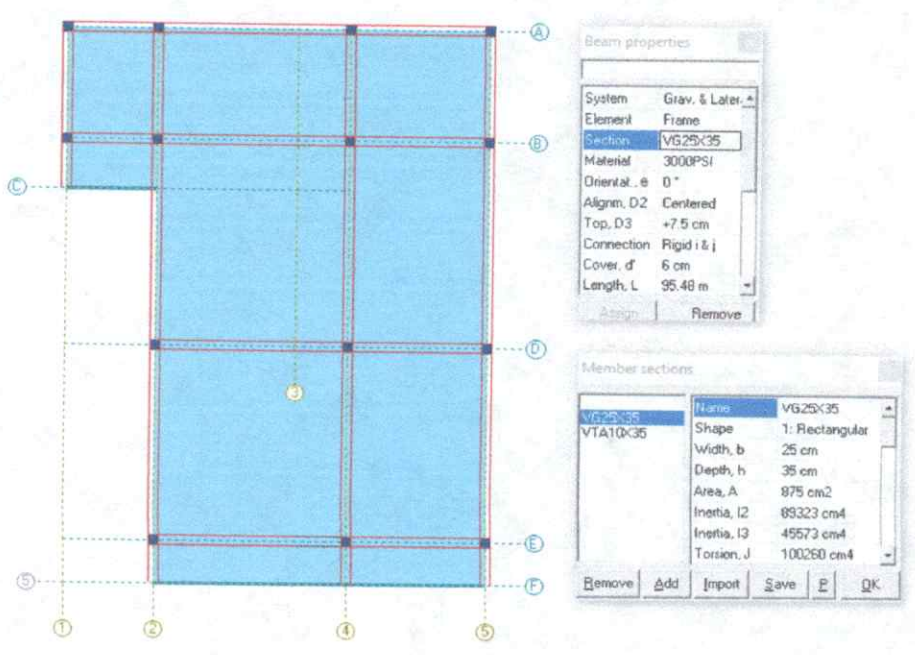 A
Beam properties
System Grav. & Later.
Element Frame
Section VG25X35
B
Material 3000PSI
Orientat., θ 0 °
C
Alignm, D2 Centered
Top, D3 +7.5 cm
Connection Rigid i & j
Cover, d' 6 cm
Length, L 95.48 m
Assign Remove
D
Member sections
3
VG25X35
VTA10X35
Name VG25X35
Shape 1: Rectangular
Width, b 25 cm
Depth, h 35 cm
Area, A 875 cm2
Inertia, I2 89323 cm4
E
Inertia, I3 45573 cm4
Torsion, J 100260 cm4
5
F
Remove Add Import Save P OK
1 2 4 5